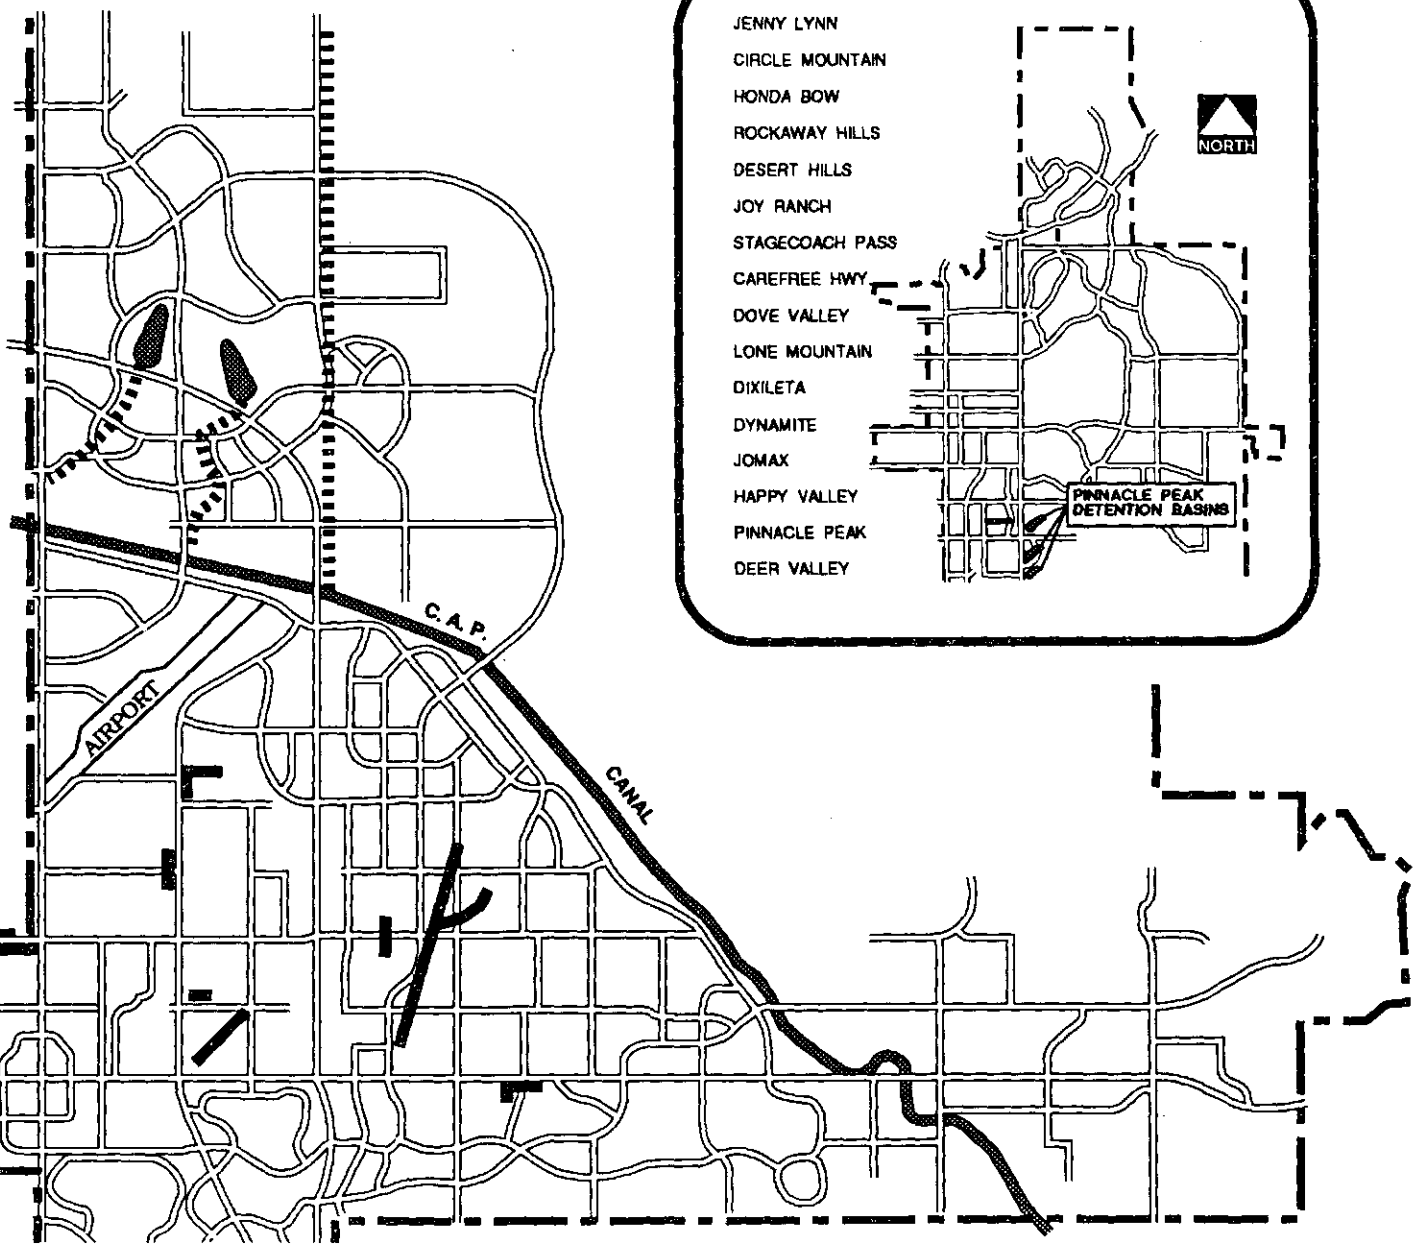 JENNY LYNN
CIRCLE MOUNTAIN
HONDA BOW
ROCKAWAY HILLS
DESERT HILLS
JOY RANCH
STAGECOACH PASS
CAREFREE HWY.
DOVE VALLEY
LONE MOUNTAIN
DIXILETA
DYNAMITE
JOMAX
HAPPY VALLEY
PINNACLE PEAK
DEER VALLEY
NORTH
PINNACLE PEAK
DETENTION BASINS
C. A. P.
CANAL
AIRPORT